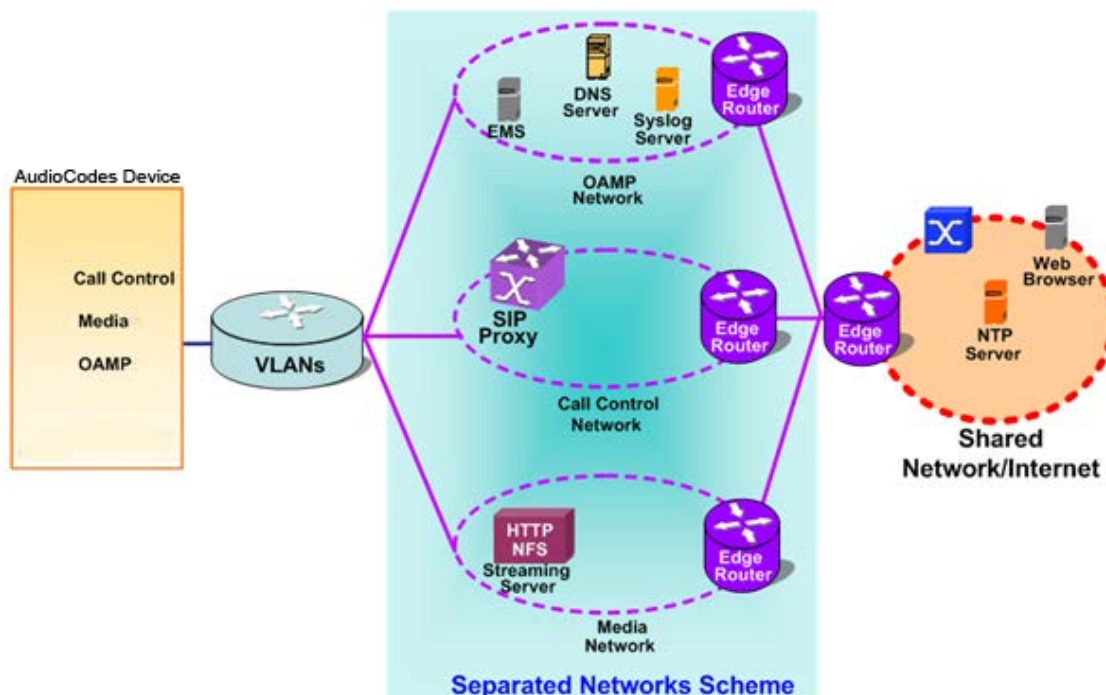 AudioCodes Device
Call Control
Media
OAMP
VLANs
EMS
DNS
Server
Syslog
Server
Edge
Router
OAMP
Network
SIP
Proxy
Edge
Router
Call Control
Network
HTTP
NFS
Streaming
Server
Edge
Router
Media
Network
Separated Networks Scheme
Edge
Router
Web
Browser
NTP
Server
Shared
Network/Internet